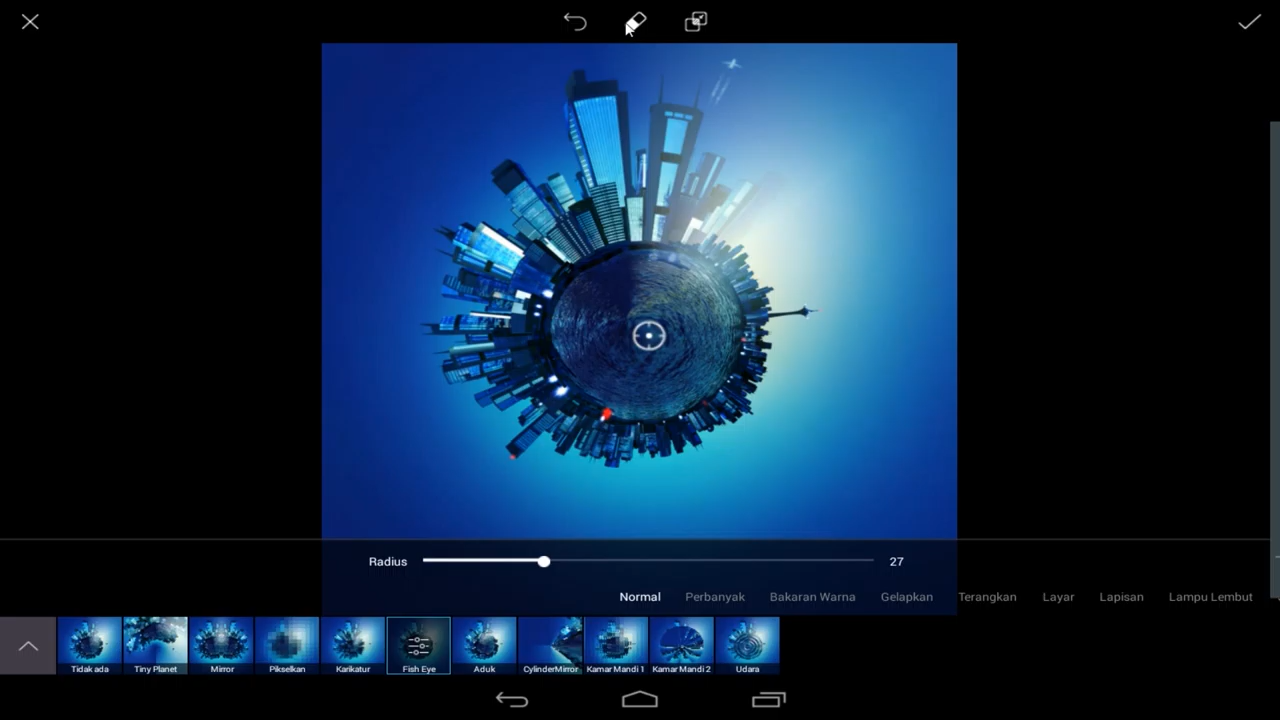 Radius 27
Normal Perbanyak Bakaran Warna Gelapkan Terangkan Layar Lapisan Lampu Lembut
Tidak ada Tiny Planet Mirror Pikselkan Karikatur Fish Eye Aduk CylinderMirror Kamar Mandi 1 Kamar Mandi 2 Udara